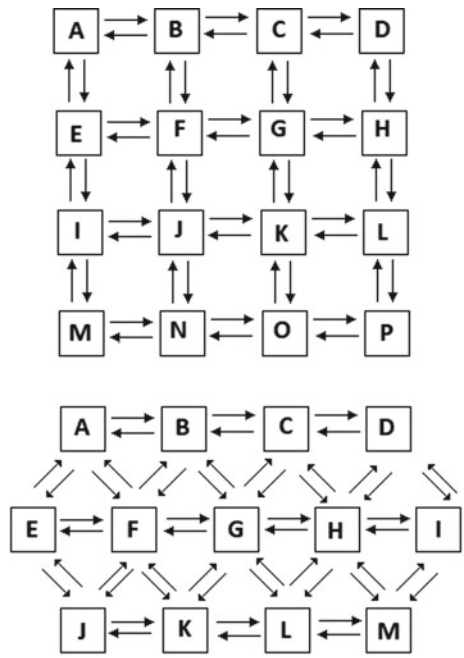 A B C D
E F G H
I J K L
M N O P
A B C D
E F G H I
J K L M